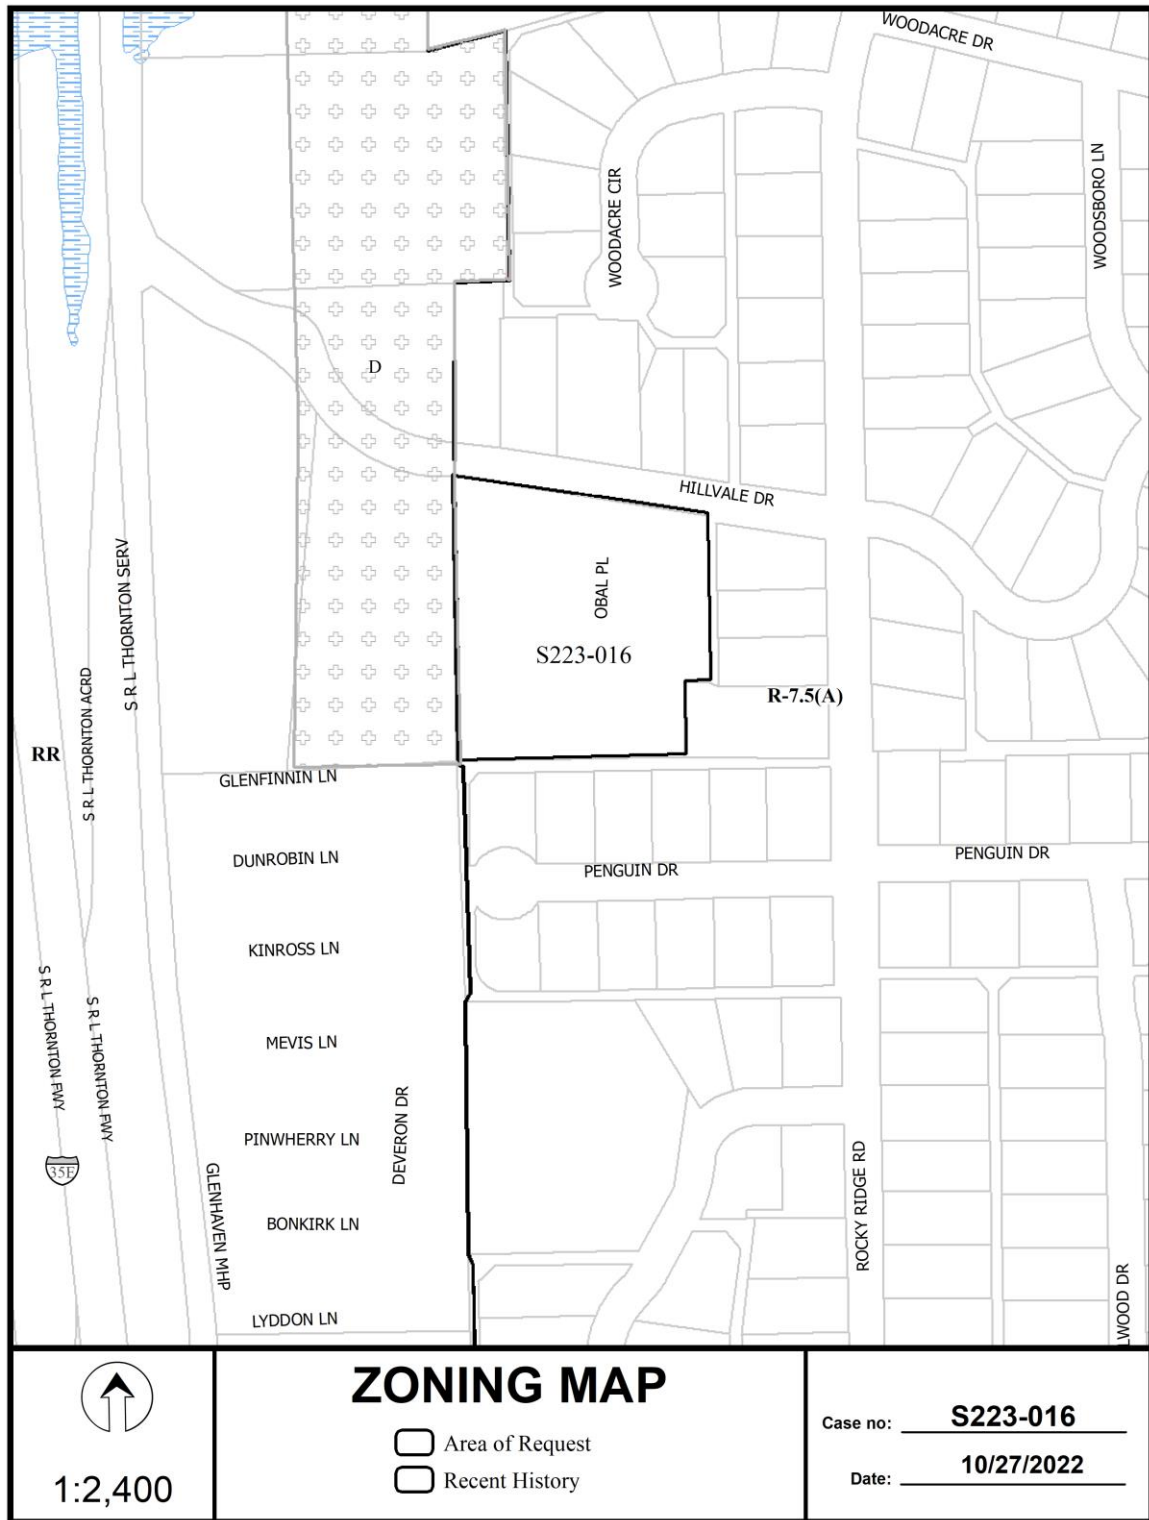 WOODACRE DR
WOODACRE CIR
WOODSBORO LN
D
HILLVALE DR
S R L THORNTON SERV
OBAL PL
S223-016
R-7.5(A)
S R L THORNTON ACRD
RR
GLENFINNIN LN
DUNROBIN LN
PENGUIN DR
PENGUIN DR
KINROSS LN
S R L THORNTON FWY
S R L THORNTON FWY
MEVIS LN
DEVERON DR
PINWHERRY LN
35E
GLENHAVEN MHP
BONKIRK LN
ROCKY RIDGE RD
LYDDON LN
LWOOD DR
1:2,400
ZONING MAP
Area of Request
Recent History
Case no: S223-016
Date: 10/27/2022